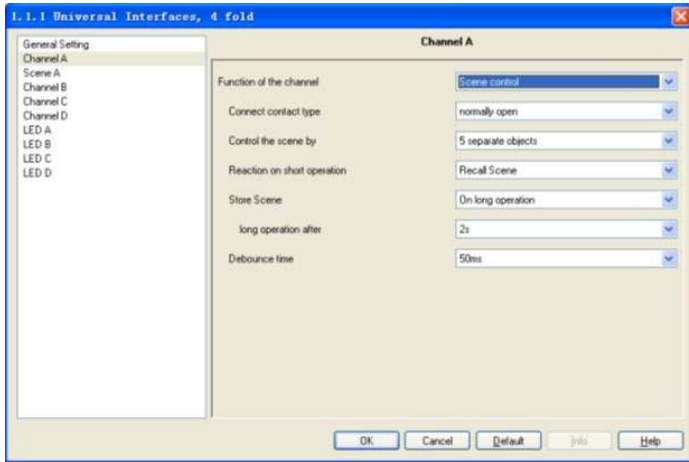 1.1.1 Universal Interfaces, 4 fold
General Setting
Channel A
Scene A
Channel B
Channel C
Channel D
LED A
LED B
LED C
LED D
Channel A
Function of the channel Scene control
Connect contact type normally open
Control the scene by 5 separate objects
Reaction on short operation Recall Scene
Store Scene On long operation
long operation after 2s
Debounce time 50ms
OK Cancel Default Info Help